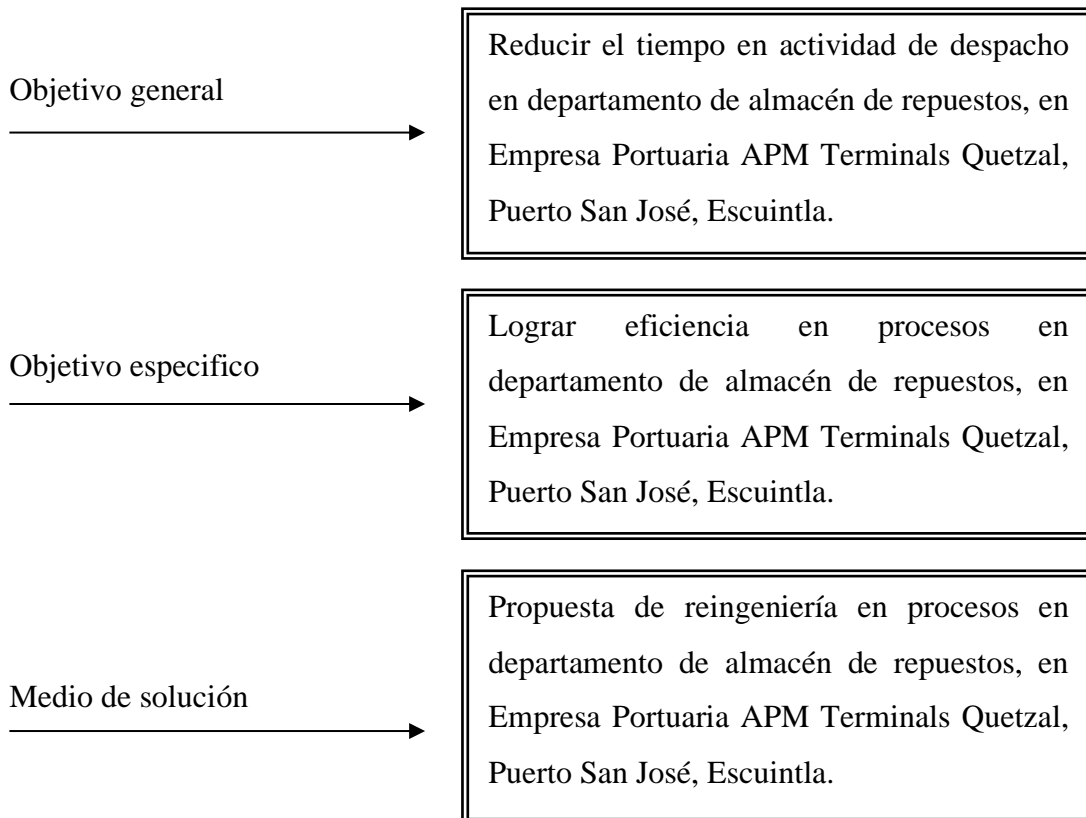 Objetivo general
Reducir el tiempo en actividad de despacho
en departamento de almacén de repuestos, en
Empresa Portuaria APM Terminals Quetzal,
Puerto San José, Escuintla.
Objetivo especifico
Lograr eficiencia en procesos en
departamento de almacén de repuestos, en
Empresa Portuaria APM Terminals Quetzal,
Puerto San José, Escuintla.
Medio de solución
Propuesta de reingeniería en procesos en
departamento de almacén de repuestos, en
Empresa Portuaria APM Terminals Quetzal,
Puerto San José, Escuintla.